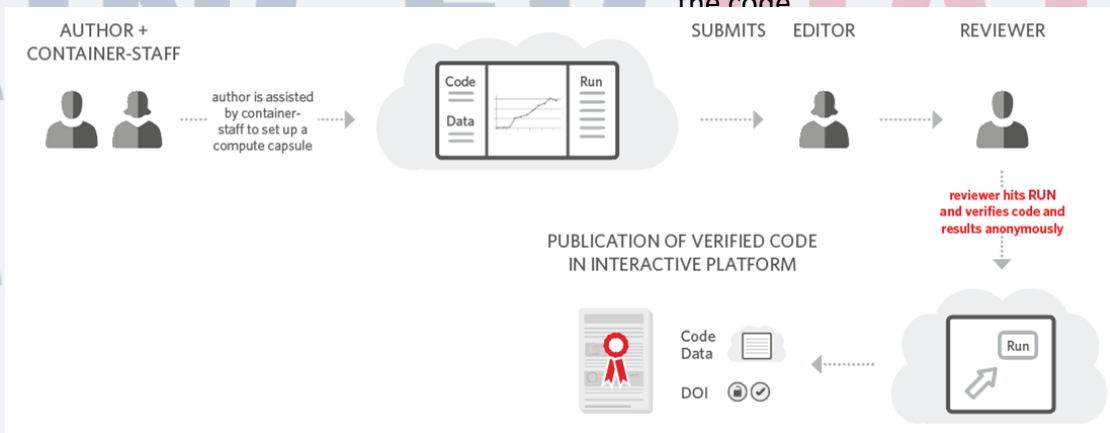 the code
AUTHOR +
CONTAINER-STAFF
author is assisted
by container-
staff to set up a
compute capsule
Code
Data
Run
SUBMITS
EDITOR
REVIEWER
reviewer hits RUN
and verifies code and
results anonymously
Run
PUBLICATION OF VERIFIED CODE
IN INTERACTIVE PLATFORM
Code
Data
DOI